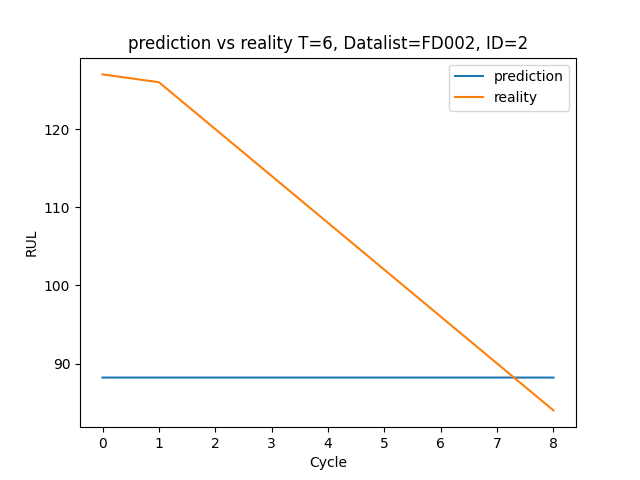 prediction vs reality T=6, Datalist=FD002, ID=2
prediction
reality
120
110
100
90
RUL
0 1 2 3 4 5 6 7 8
Cycle